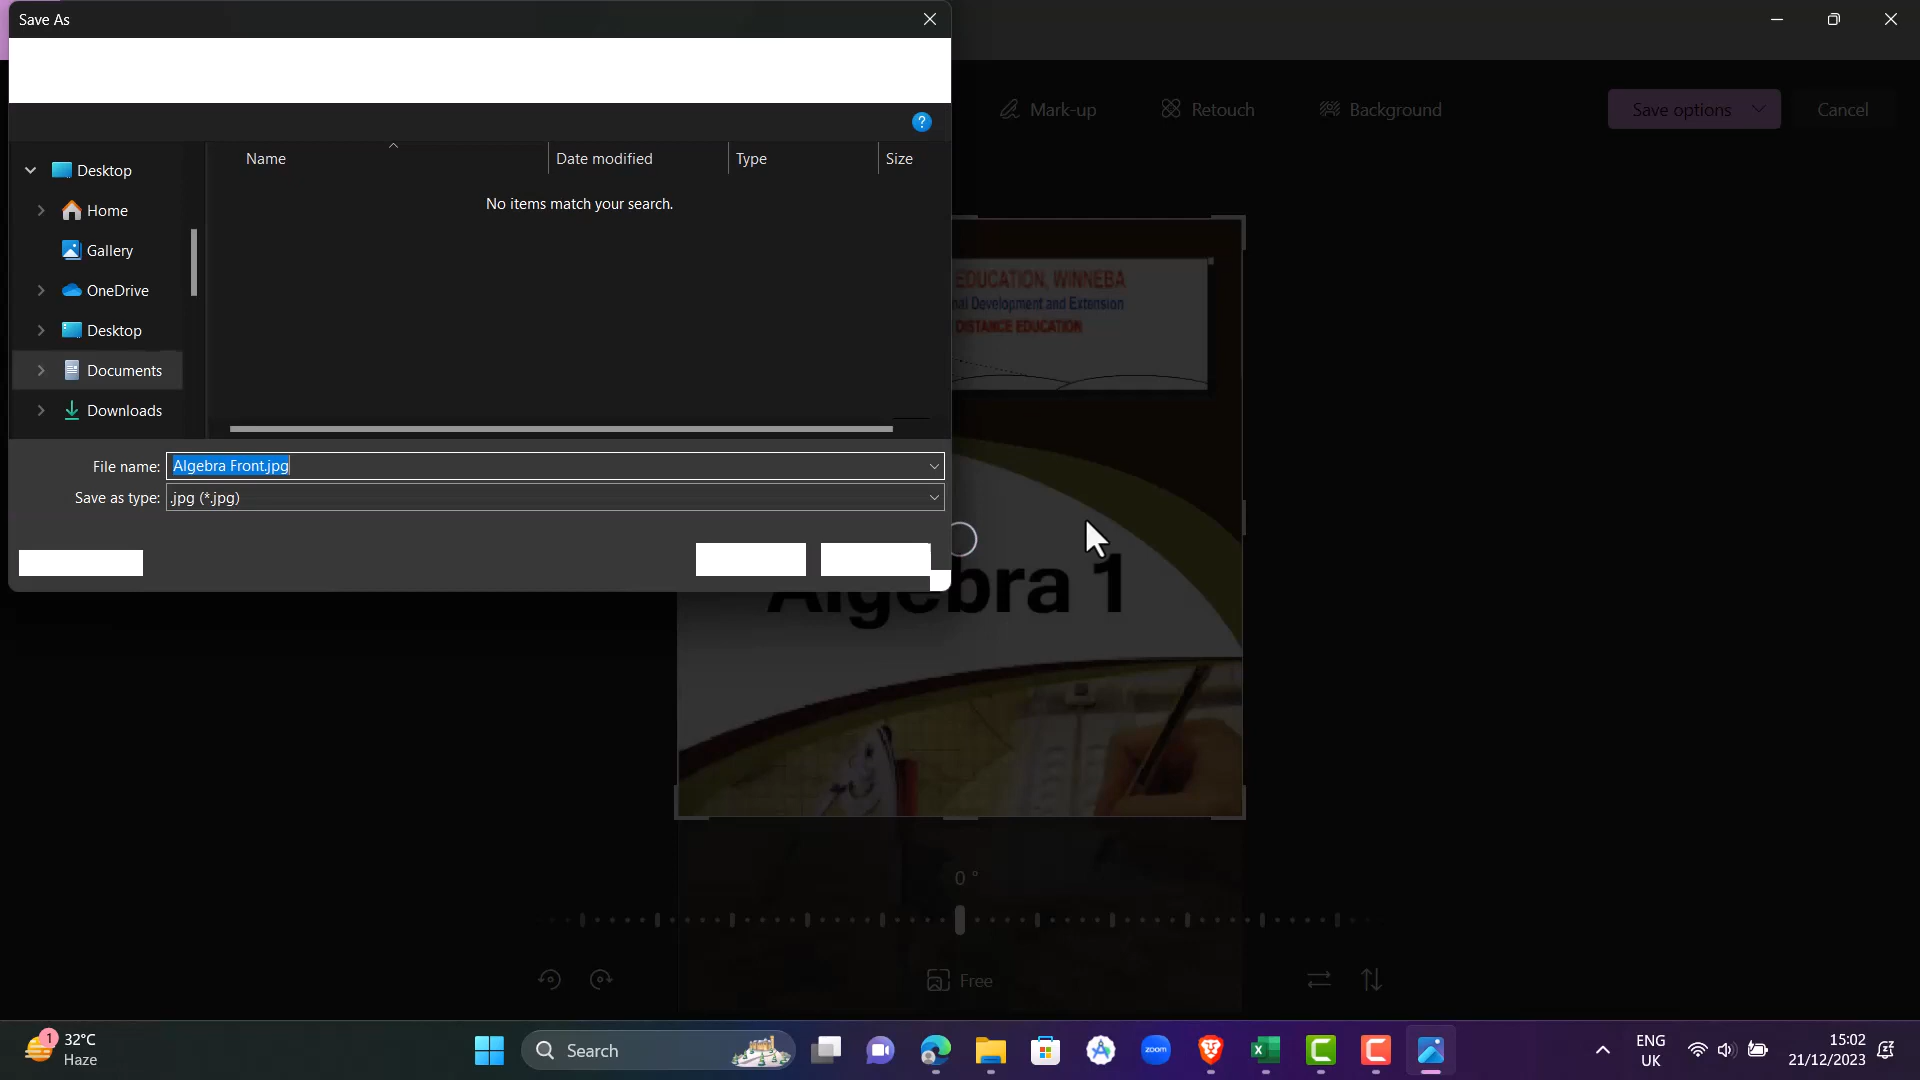 Save As
Mark-up
Retouch
Background
Save options
Cancel
Name
Date modified
Type
Size
No items match your search.
Desktop
Home
Gallery
OneDrive
Desktop
Documents
Downloads
File name:
Algebra Front.jpg
Save as type:
.jpg (*.jpg)
EDUCATION, WINNEBA
nal Development and Extension
DISTANCE EDUCATION
Algebra 1
0 °
Free
1
32°C
Haze
Search
zoom
ENG
UK
15:02
21/12/2023